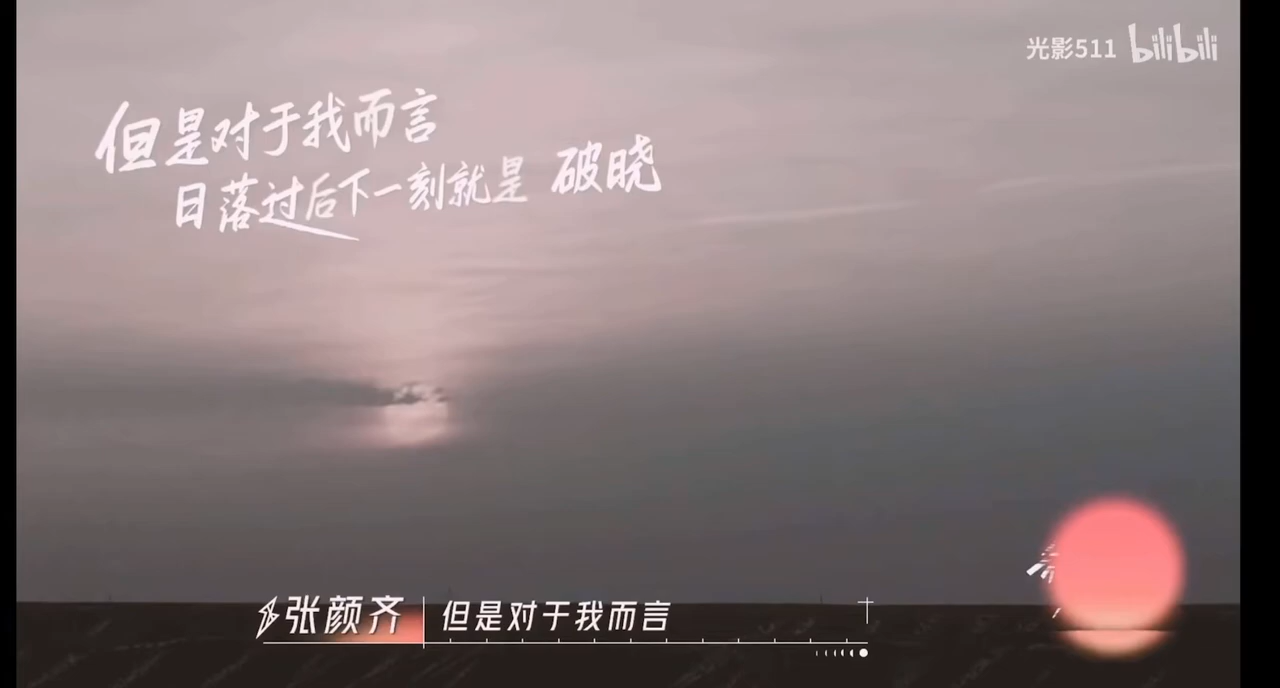 光影511 bilibili
但是对于我而言
日落过后下一刻就是 破晓
张颜齐 但是对于我而言